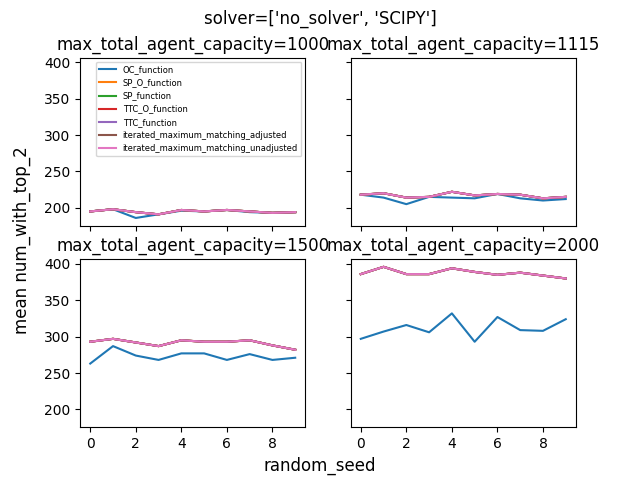 solver=['no_solver', 'SCIPY']
max_total_agent_capacity=1000
max_total_agent_capacity=1115
400
350
300
250
200
OC_function
SP_O_function
SP_function
TTC_O_function
TTC_function
iterated_maximum_matching_adjusted
iterated_maximum_matching_unadjusted
max_total_agent_capacity=1500
max_total_agent_capacity=2000
400
350
300
250
200
0 2 4 6 8
0 2 4 6 8
mean num_with_top_2
random_seed